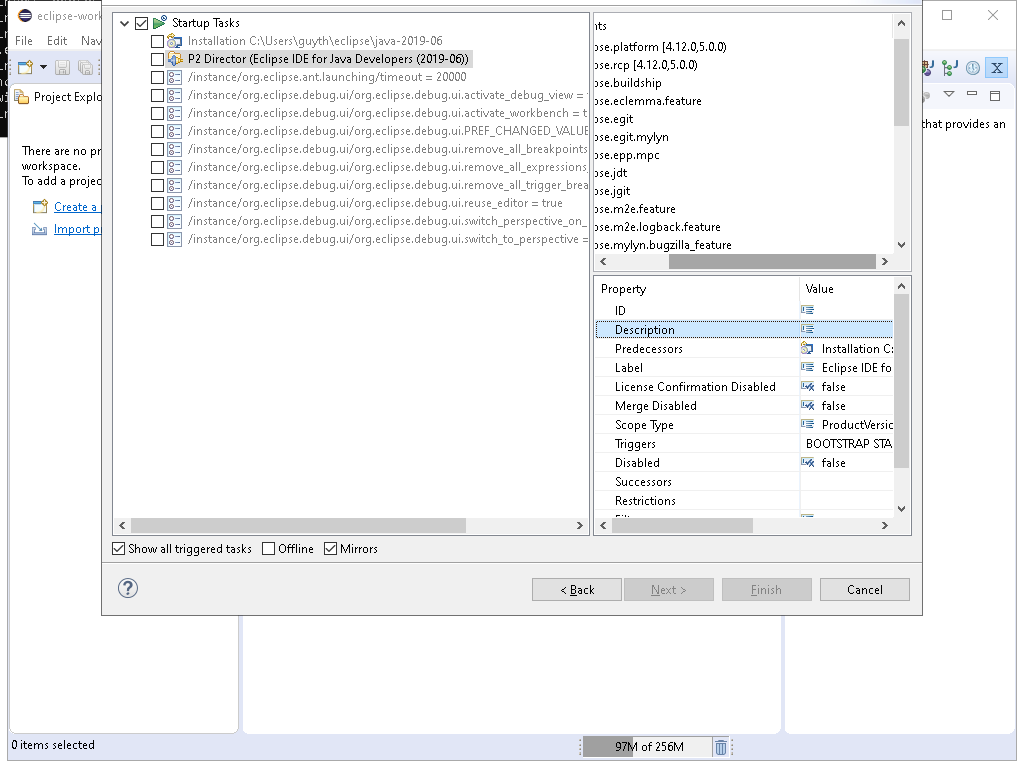 eclipse-work
File Edit Nav
Project Explo
There are no pr
workspace.
To add a projec
Create a
Import p
Startup Tasks
Installation C:\Users\guyth\eclipse\java-2019-06
P2 Director (Eclipse IDE for Java Developers (2019-06))
/instance/org.eclipse.ant.launching/timeout = 20000
/instance/org.eclipse.debug.ui/org.eclipse.debug.ui.activate_debug_view =
/instance/org.eclipse.debug.ui/org.eclipse.debug.ui.activate_workbench = t
/instance/org.eclipse.debug.ui/org.eclipse.debug.ui.PREF_CHANGED_VALUE
/instance/org.eclipse.debug.ui/org.eclipse.debug.ui.remove_all_breakpoints
/instance/org.eclipse.debug.ui/org.eclipse.debug.ui.remove_all_expressions
/instance/org.eclipse.debug.ui/org.eclipse.debug.ui.remove_all_trigger_brea
/instance/org.eclipse.debug.ui/org.eclipse.debug.ui.reuse_editor = true
/instance/org.eclipse.debug.ui/org.eclipse.debug.ui.switch_perspective_on_
/instance/org.eclipse.debug.ui/org.eclipse.debug.ui.switch_to_perspective =
nts
pse.platform [4.12.0,5.0.0)
pse.rcp [4.12.0,5.0.0)
pse.buildship
pse.eclemma.feature
pse.egit
pse.egit.mylyn
pse.epp.mpc
pse.jdt
pse.jgit
pse.m2e.feature
pse.m2e.logback.feature
pse.mylyn.bugzilla_feature
Property Value
ID
Description
Predecessors Installation C:
Label Eclipse IDE fo
License Confirmation Disabled false
Merge Disabled false
Scope Type ProductVersic
Triggers BOOTSTRAP STA
Disabled false
Successors
Restrictions
that provides an
Show all triggered tasks Offline Mirrors
< Back Next > Finish Cancel
0 items selected
97M of 256M